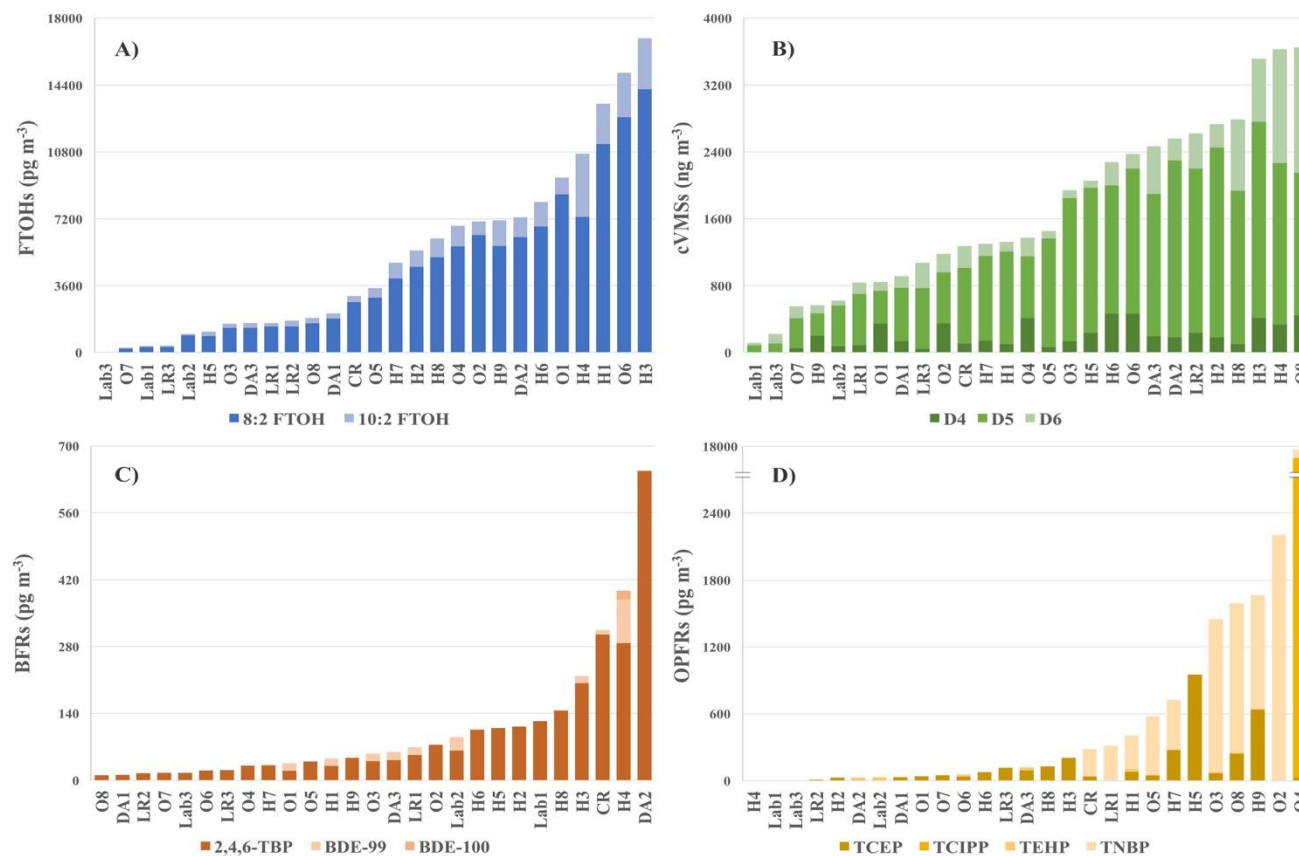 A)
18000
14400
10800
7200
3600
0
FTOHs (pg m-3)
Lab3 O7 Lab1 LR3 Lab2 H5 O3 DA3 LR1 LR2 O8 DA1 CR O5 H7 H2 H8 O4 O2 H9 DA2 H6 O1 H4 H1 O6 H3
8:2 FTOH 10:2 FTOH
B)
4000
3200
2400
1600
800
0
cVMSs (ng m-3)
Lab1 Lab3 O7 H9 Lab2 LR1 O1 DA1 LR3 O2 CR H7 H1 O4 O5 O3 H5 H6 O6 DA3 DA2 LR2 H2 H8 H3 H4 O8
D4 D5 D6
C)
700
560
420
280
140
0
BFRs (pg m-3)
O8 DA1 LR2 O7 Lab3 O6 LR3 O4 H7 O1 O5 H1 H9 O3 DA3 LR1 O2 Lab2 H6 H5 H2 Lab1 H8 H3 CR H4 DA2
2,4,6-TBP BDE-99 BDE-100
D)
18000
2400
1800
1200
600
0
OPFRs (pg m-3)
H4 Lab1 Lab3 LR2 H2 DA2 Lab2 DA1 O1 O7 O6 H6 LR3 DA3 H8 H3 CR LR1 H1 O5 H7 H5 O3 O8 H9 O2
TCEP TCIPP TEHP TNBP